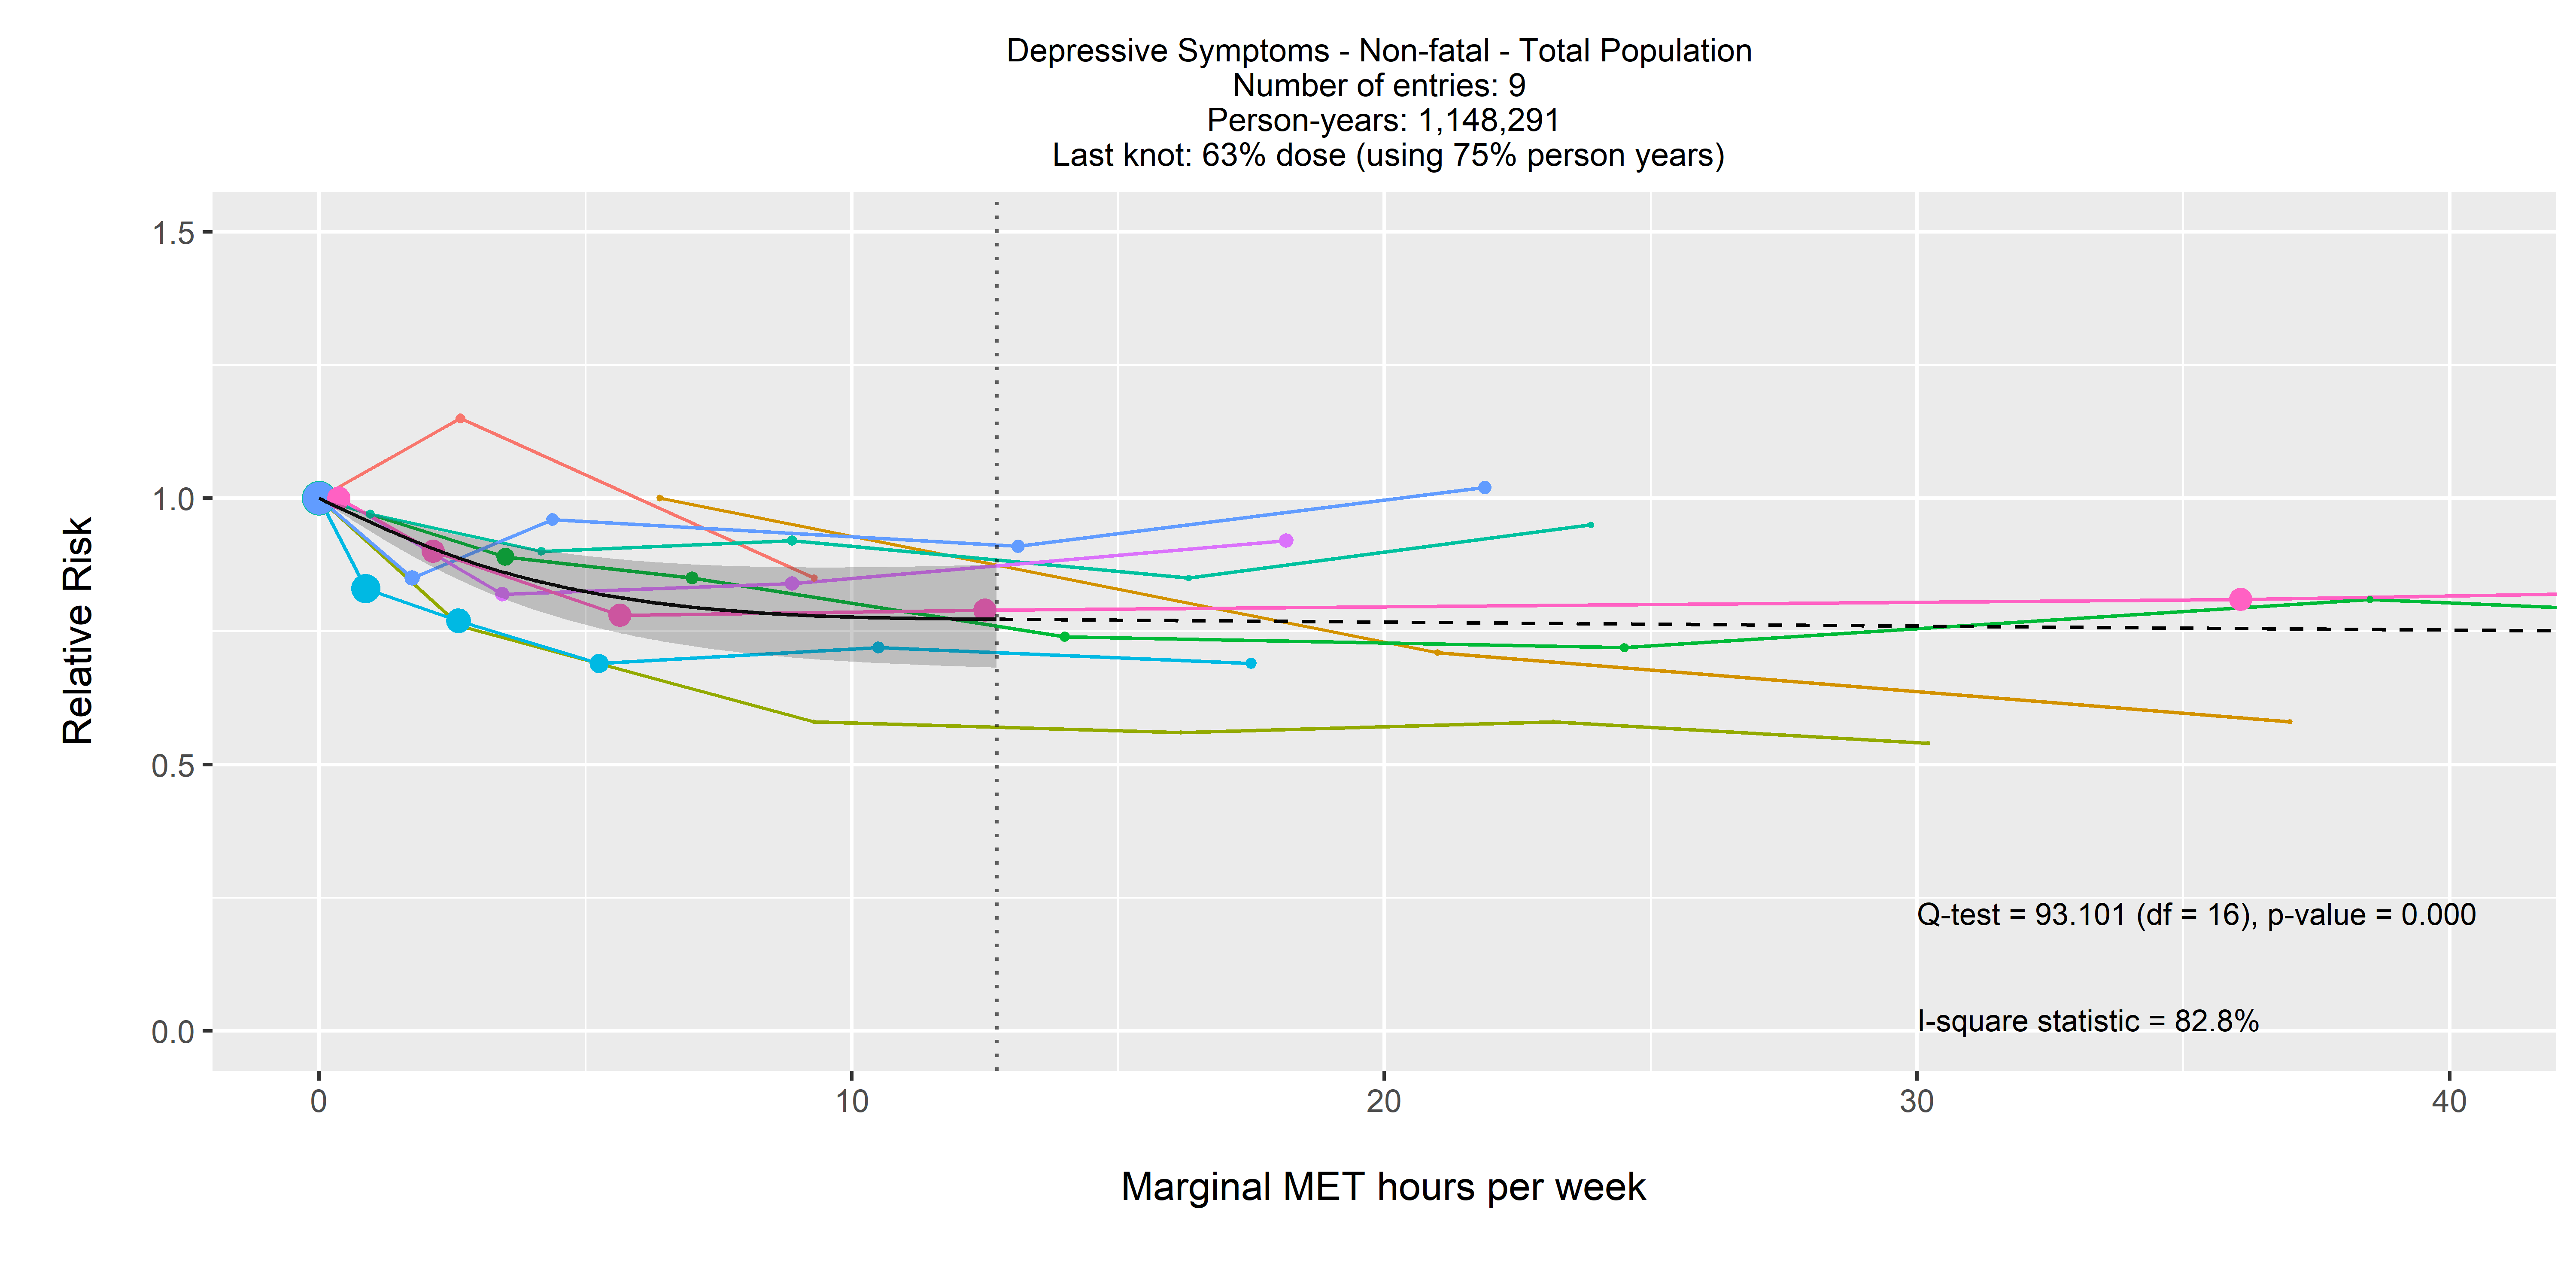 Depressive Symptoms - Non-fatal - Total Population
Number of entries: 9
Person-years: 1,148,291
Last knot: 63% dose (using 75% person years)
1.5
1.0
0.5
0.0
Relative Risk
Q-test = 93.101 (df = 16), p-value = 0.000
I-square statistic = 82.8%
0 10 20 30 40
Marginal MET hours per week